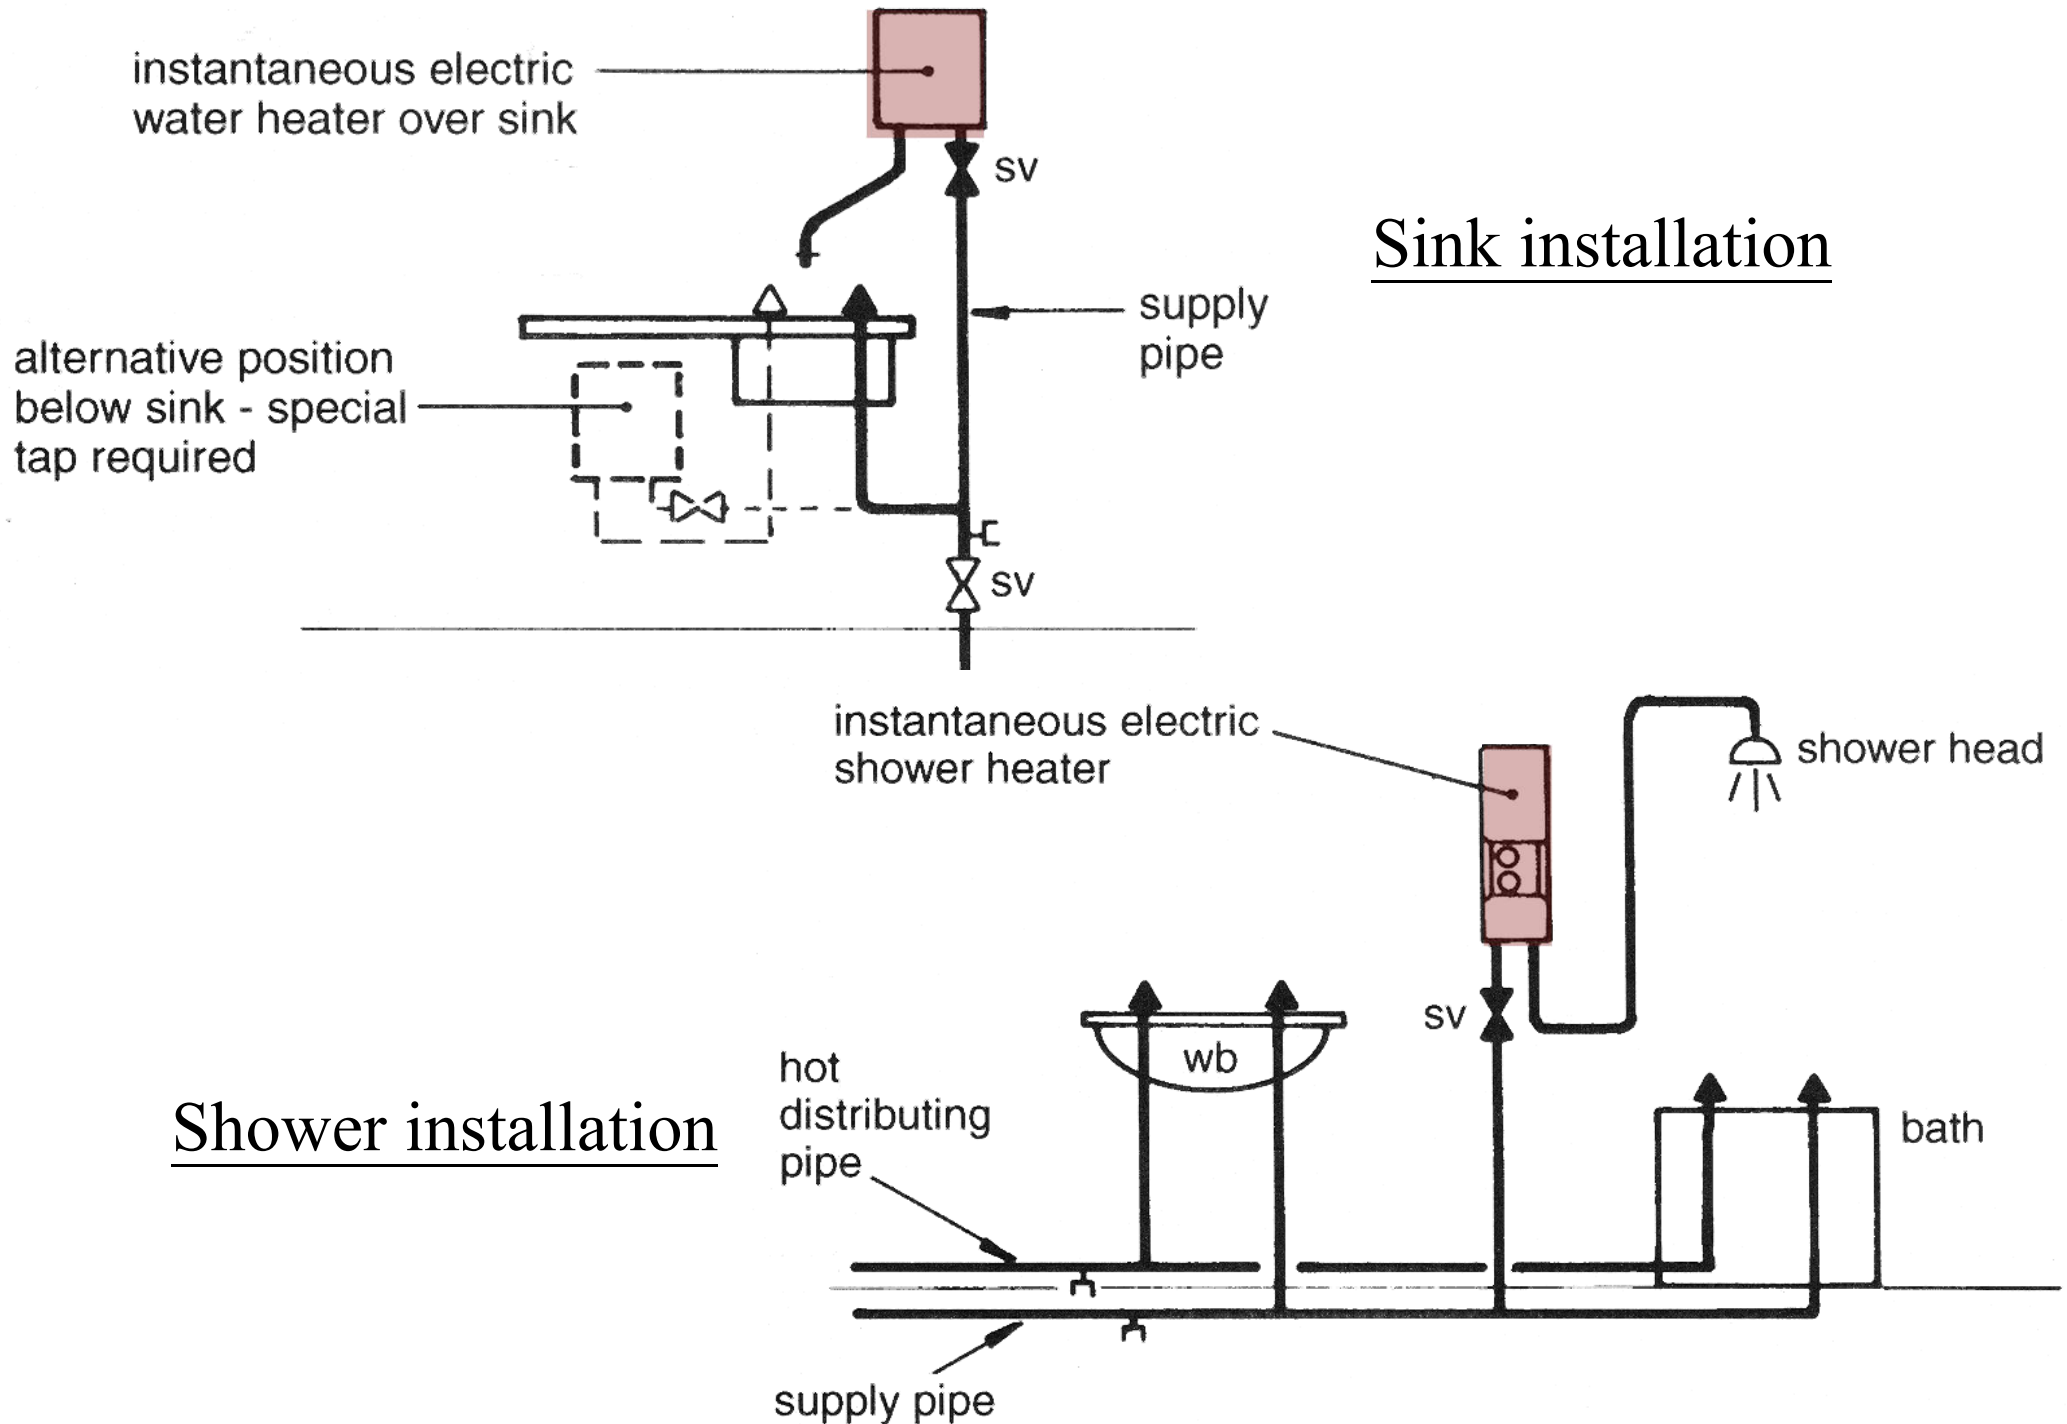 instantaneous electric
water heater over sink
sv
Sink installation
supply
pipe
alternative position
below sink - special
tap required
sv
instantaneous electric
shower heater
shower head
sv
wb
hot
distributing
pipe
Shower installation
bath
supply pipe